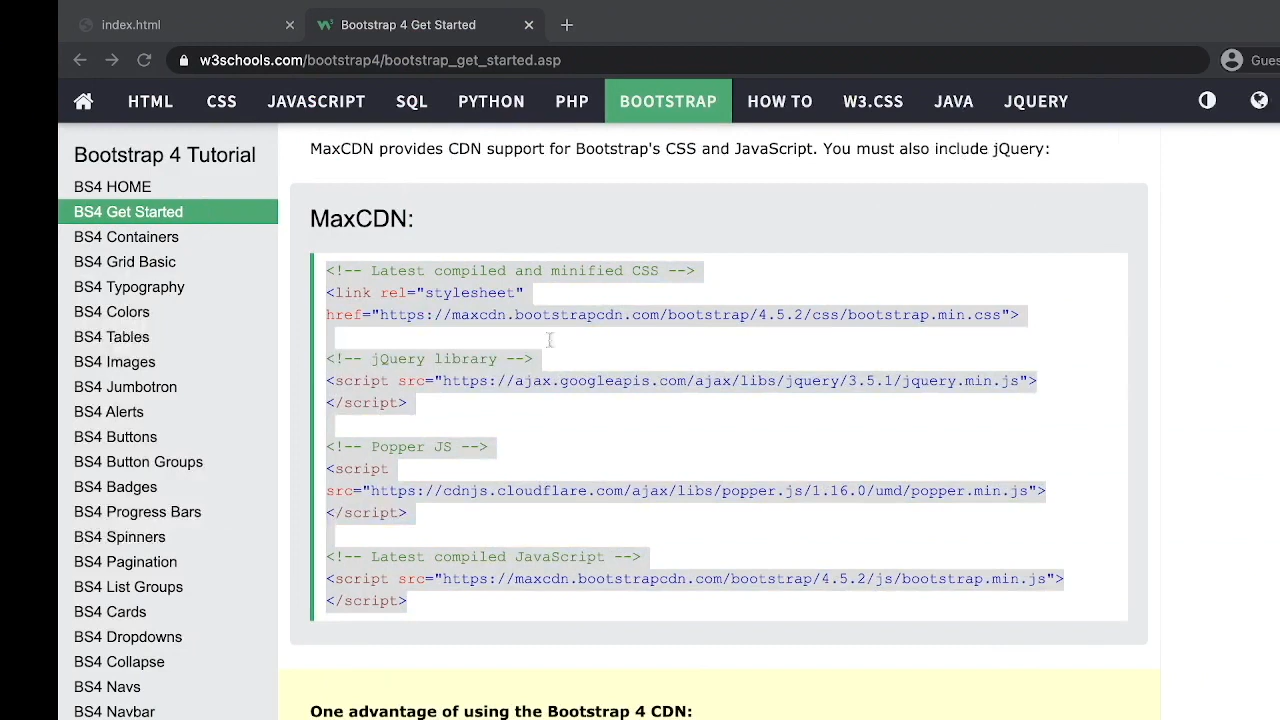 index.html
Bootstrap 4 Get Started
w3schools.com/bootstrap4/bootstrap_get_started.asp
Gues
HTML CSS JAVASCRIPT SQL PYTHON PHP BOOTSTRAP HOW TO W3.CSS JAVA JQUERY
Bootstrap 4 Tutorial
BS4 HOME
BS4 Get Started
BS4 Containers
BS4 Grid Basic
BS4 Typography
BS4 Colors
BS4 Tables
BS4 Images
BS4 Jumbotron
BS4 Alerts
BS4 Buttons
BS4 Button Groups
BS4 Badges
BS4 Progress Bars
BS4 Spinners
BS4 Pagination
BS4 List Groups
BS4 Cards
BS4 Dropdowns
BS4 Collapse
BS4 Navs
BS4 Navbar
MaxCDN provides CDN support for Bootstrap's CSS and JavaScript. You must also include jQuery:
MaxCDN:
<!-- Latest compiled and minified CSS -->
<link rel="stylesheet"
href="https://maxcdn.bootstrapcdn.com/bootstrap/4.5.2/css/bootstrap.min.css">
<!-- jQuery library -->
<script src="https://ajax.googleapis.com/ajax/libs/jquery/3.5.1/jquery.min.js">
</script>
<!-- Popper JS -->
<script
src="https://cdnjs.cloudflare.com/ajax/libs/popper.js/1.16.0/umd/popper.min.js">
</script>
<!-- Latest compiled JavaScript -->
<script src="https://maxcdn.bootstrapcdn.com/bootstrap/4.5.2/js/bootstrap.min.js">
</script>
One advantage of using the Bootstrap 4 CDN: